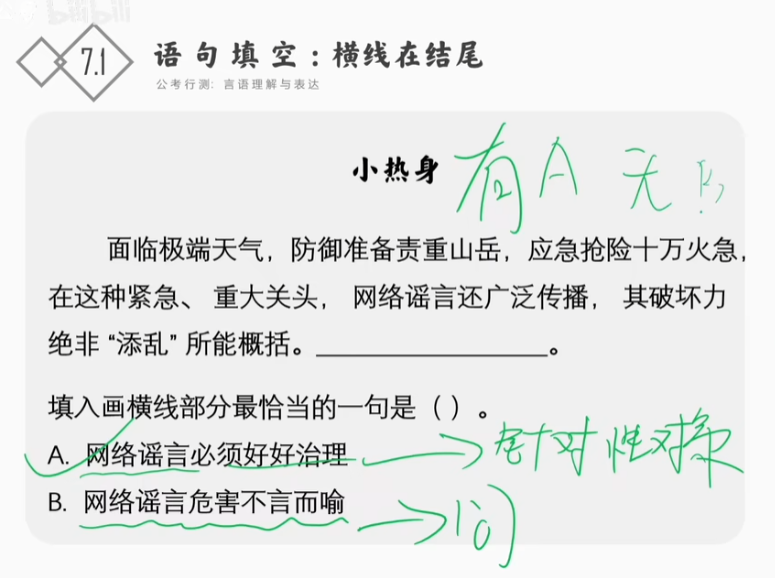 bilibili
7.1
语句填空：横线在结尾
公考行测: 言语理解与表达
小热身
有A 无
面临极端天气，防御准备责重山岳，应急抢险十万火急，
在这种紧急、 重大关头， 网络谣言还广泛传播， 其破坏力
绝非 “添乱” 所能概括。____________________。
填入画横线部分最恰当的一句是（ ）。
A. 网络谣言必须好好治理
针对性对策
B. 网络谣言危害不言而喻
问